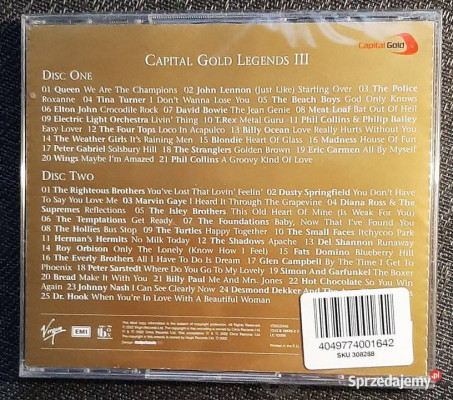 CAPITAL GOLD LEGENDS III
Capital Gold
DISC ONE
01 Queen We Are The Champions 02 John Lennon (Just Like) Starting Over 03 The Police
Roxanne 04 Tina Turner I Don't Wanna Lose You 05 The Beach Boys God Only Knows
06 Elton John Crocodile Rock 07 David Bowie The Jean Genie 08 Meat Loaf Bat Out Of Hell
09 Electric Light Orchestra Livin' Thing 10 T.Rex Metal Guru 11 Phil Collins & Philip Bailey
Easy Lover 12 The Four Tops Loco In Acapulco 13 Billy Ocean Love Really Hurts Without You
14 The Weather Girls It's Raining Men 15 Blondie Heart Of Glass 16 Madness House Of Fun
17 Peter Gabriel Solsbury Hill 18 The Stranglers Golden Brown 19 Eric Carmen All By Myself
20 Wings Maybe I'm Amazed 21 Phil Collins A Groovy Kind Of Love
DISC TWO
01 The Righteous Brothers You've Lost That Lovin' Feelin' 02 Dusty Springfield You Don't Have
To Say You Love Me 03 Marvin Gaye I Heard It Through The Grapevine 04 Diana Ross & The
Supremes Reflections 05 The Isley Brothers This Old Heart Of Mine (Is Weak For You)
06 The Temptations Get Ready 07 The Foundations Baby, Now That I've Found You
08 The Hollies Bus Stop 09 The Turtles Happy Together 10 The Small Faces Itchycoo Park
11 Herman's Hermits No Milk Today 12 The Shadows Apache 13 Del Shannon Runaway
14 Roy Orbison Only The Lonely (Know How I Feel) 15 Fats Domino Blueberry Hill
16 The Everly Brothers All I Have To Do Is Dream 17 Glen Campbell By The Time I Get To
Phoenix 18 Peter Sarstedt Where Do You Go To My Lovely 19 Simon And Garfunkel The Boxer
20 Bread Make It With You 21 Billy Paul Me And Mrs. Jones 22 Hot Chocolate So You Win
Again 23 Johnny Nash I Can See Clearly Now 24 Desmond Dekker And The
25 Dr. Hook When You're In Love With A Beautiful Woman
Virgin
EMI
4049774001642
SKU 308288
Sprzedajemy.pl